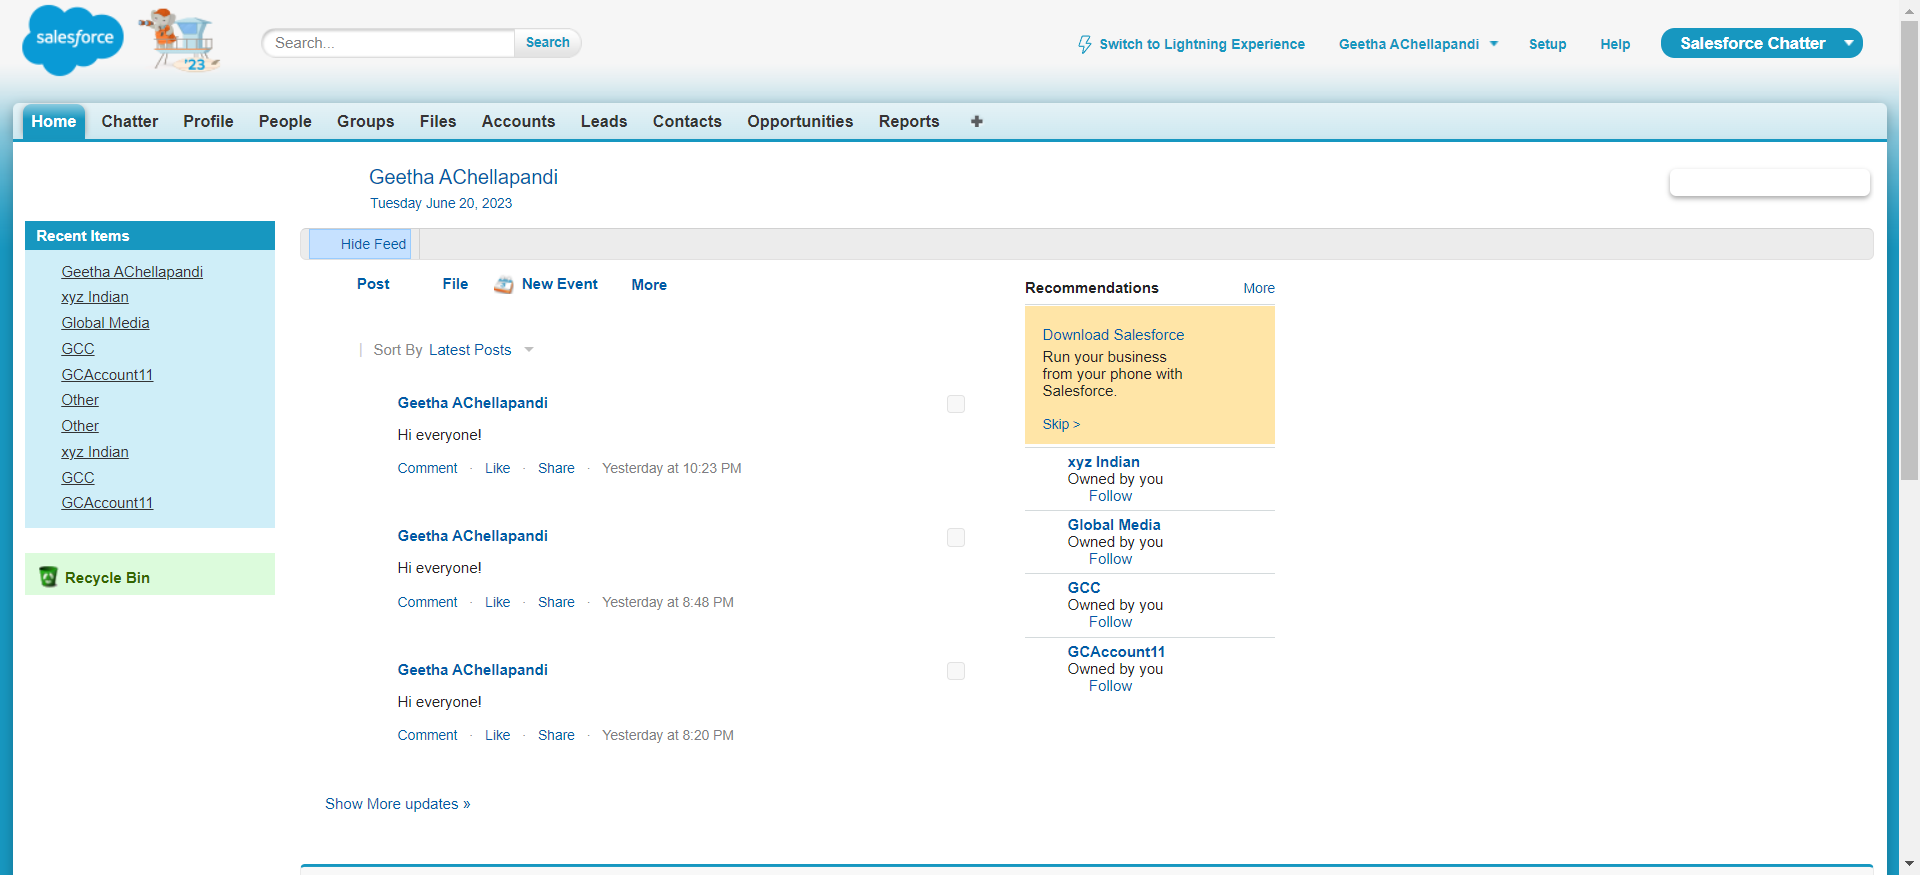 salesforce
'23
Search...
Search
Switch to Lightning Experience
Geetha AChellapandi
Setup
Help
Salesforce Chatter
Home
Chatter
Profile
People
Groups
Files
Accounts
Leads
Contacts
Opportunities
Reports
Geetha AChellapandi
Tuesday June 20, 2023
Recent Items
Geetha AChellapandi
xyz Indian
Global Media
GCC
GCAccount11
Other
Other
xyz Indian
GCC
GCAccount11
Recycle Bin
Hide Feed
Post
File
New Event
More
| Sort By Latest Posts
Geetha AChellapandi
Hi everyone!
Comment · Like · Share · Yesterday at 10:23 PM
Geetha AChellapandi
Hi everyone!
Comment · Like · Share · Yesterday at 8:48 PM
Geetha AChellapandi
Hi everyone!
Comment · Like · Share · Yesterday at 8:20 PM
Show More updates »
Recommendations
More
Download Salesforce
Run your business
from your phone with
Salesforce.
Skip >
xyz Indian
Owned by you
Follow
Global Media
Owned by you
Follow
GCC
Owned by you
Follow
GCAccount11
Owned by you
Follow